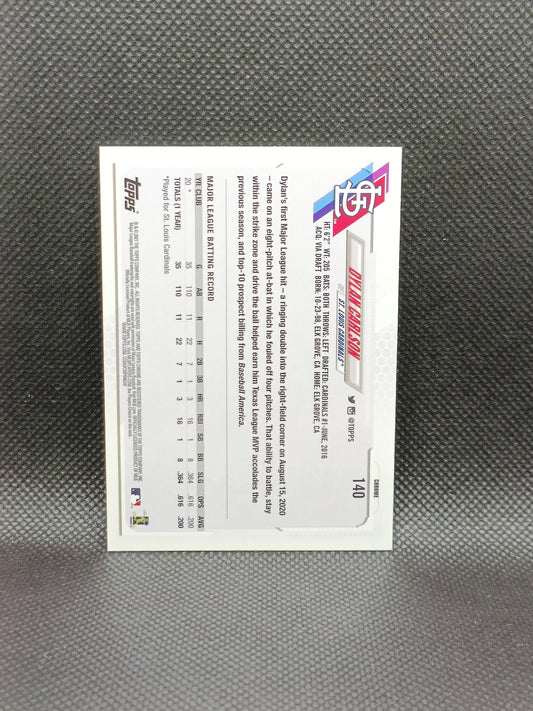 CHROME
140
DYLAN CARLSON
OF | ST. LOUIS CARDINALS®
@TOPPS
HT: 6'2" WT: 205 BATS: BOTH THROWS: LEFT DRAFTED: CARDINALS #1-JUNE, 2016
ACQ: VIA DRAFT BORN: 10-23-98, ELK GROVE, CA HOME: ELK GROVE, CA
Dylan's first Major League hit – a ringing double into the right-field corner on August 15, 2020
– came on an eight-pitch at-bat in which he fouled off four pitches. That ability to battle, stay
within the strike zone and drive the ball helped earn him Texas League MVP accolades the
previous season, and top-10 prospect billing from Baseball America.
MAJOR LEAGUE BATTING RECORD
YR CLUB G AB R H 2B 3B HR RBI SB BB SLG OPS AVG
20 * 35 110 11 22 7 1 3 16 1 8 .364 .616 .200
TOTALS (1 YEAR) 35 110 11 22 7 1 3 16 1 8 .364 .616 .200
*Played for St. Louis Cardinals
TOPPS